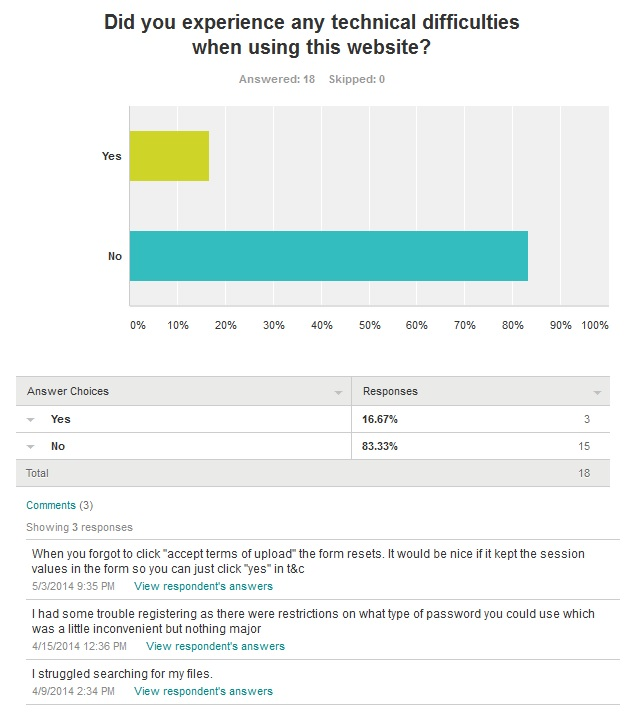 Did you experience any technical difficulties
when using this website?
Answered: 18 Skipped: 0
Yes
No
0% 10% 20% 30% 40% 50% 60% 70% 80% 90% 100%
Answer Choices Responses
Yes 16.67% 3
No 83.33% 15
Total 18
Comments (3)
Showing 3 responses
When you forgot to click "accept terms of upload" the form resets. It would be nice if it kept the session
values in the form so you can just click "yes" in t&c
5/3/2014 9:35 PM View respondent's answers
I had some trouble registering as there were restrictions on what type of password you could use which
was a little inconvenient but nothing major
4/15/2014 12:36 PM View respondent's answers
I struggled searching for my files.
4/9/2014 2:34 PM View respondent's answers